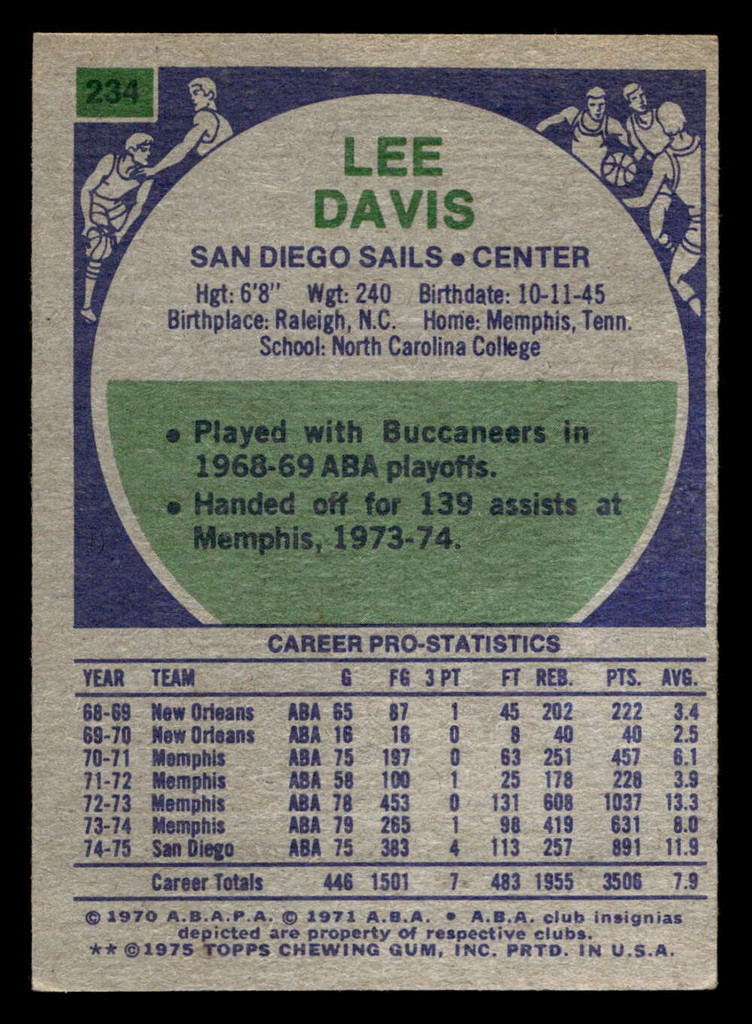 234
LEE
DAVIS
SAN DIEGO SAILS • CENTER
Hgt: 6'8" Wgt: 240 Birthdate: 10-11-45
Birthplace: Raleigh, N.C. Home: Memphis, Tenn.
School: North Carolina College
• Played with Buccaneers in
1968-69 ABA playoffs.
• Handed off for 139 assists at
Memphis, 1973-74.
CAREER PRO-STATISTICS
YEAR TEAM G FG 3 PT FT REB. PTS. AVG.
68-69 New Orleans ABA 65 87 1 45 202 222 3.4
69-70 New Orleans ABA 16 16 0 8 40 40 2.5
70-71 Memphis ABA 75 197 0 63 251 457 6.1
71-72 Memphis ABA 58 100 1 25 178 228 3.9
72-73 Memphis ABA 78 453 0 131 608 1037 13.3
73-74 Memphis ABA 79 265 1 98 419 631 8.0
74-75 San Diego ABA 75 383 4 113 257 891 11.9
Career Totals 446 1501 7 483 1955 3506 7.9
© 1970 A.B.A.P.A. © 1971 A.B.A. • A.B.A. club insignias
depicted are property of respective clubs.
** © 1975 TOPPS CHEWING GUM, INC. PRTD. IN U.S.A.